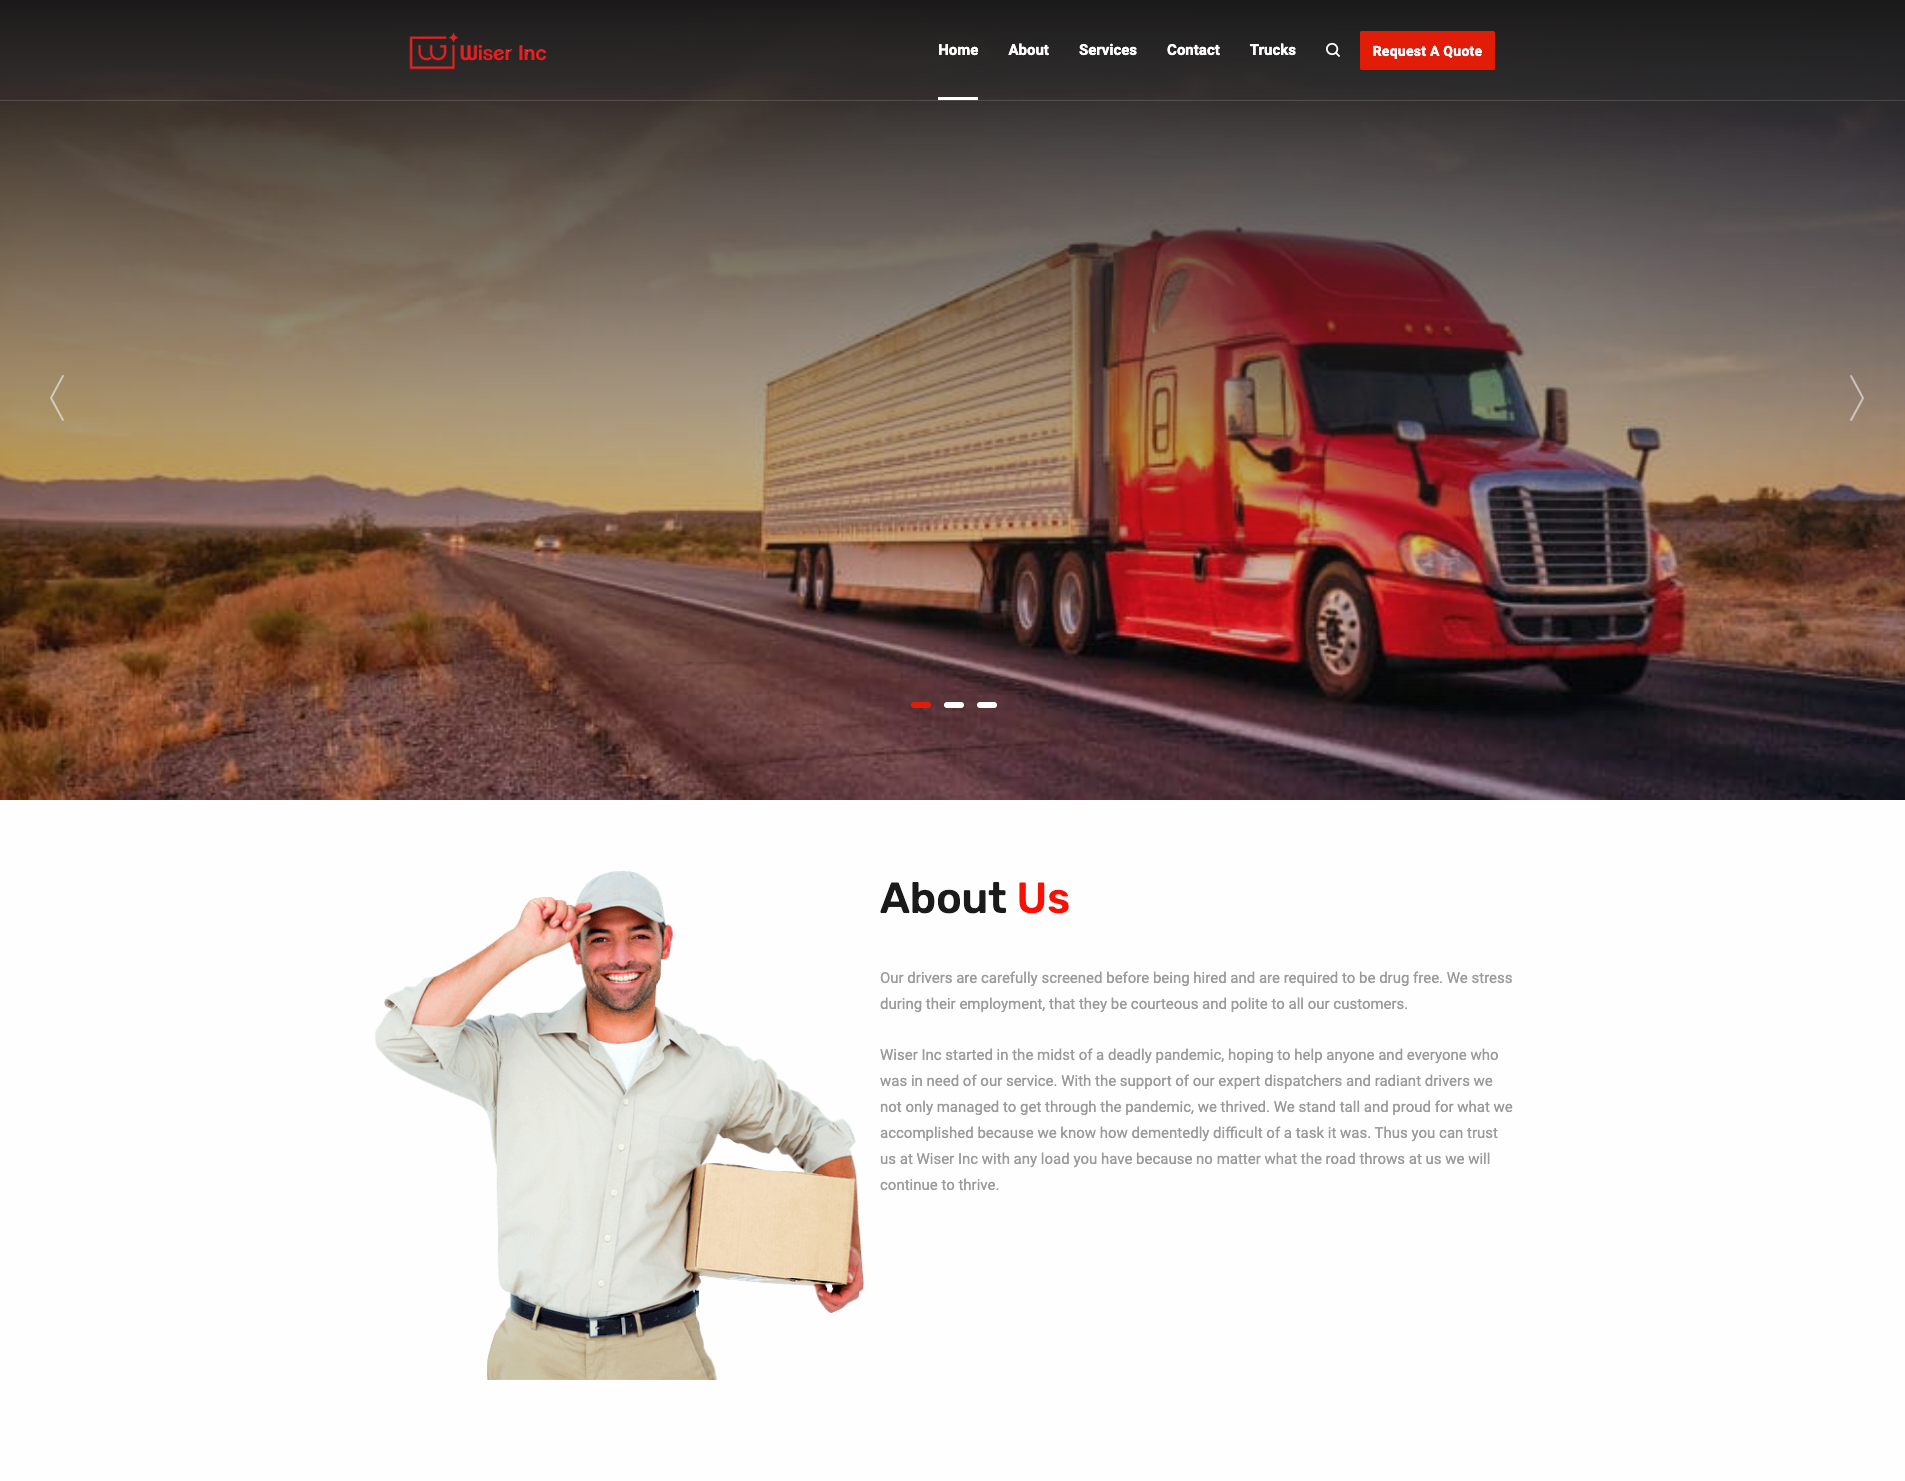 Wiser Inc
Home About Services Contact Trucks Request A Quote
About Us
Our drivers are carefully screened before being hired and are required to be drug free. We stress
during their employment, that they be courteous and polite to all our customers.
Wiser Inc started in the midst of a deadly pandemic, hoping to help anyone and everyone who
was in need of our service. With the support of our expert dispatchers and radiant drivers we
not only managed to get through the pandemic, we thrived. We stand tall and proud for what we
accomplished because we know how dementedly difficult of a task it was. Thus you can trust
us at Wiser Inc with any load you have because no matter what the road throws at us we will
continue to thrive.